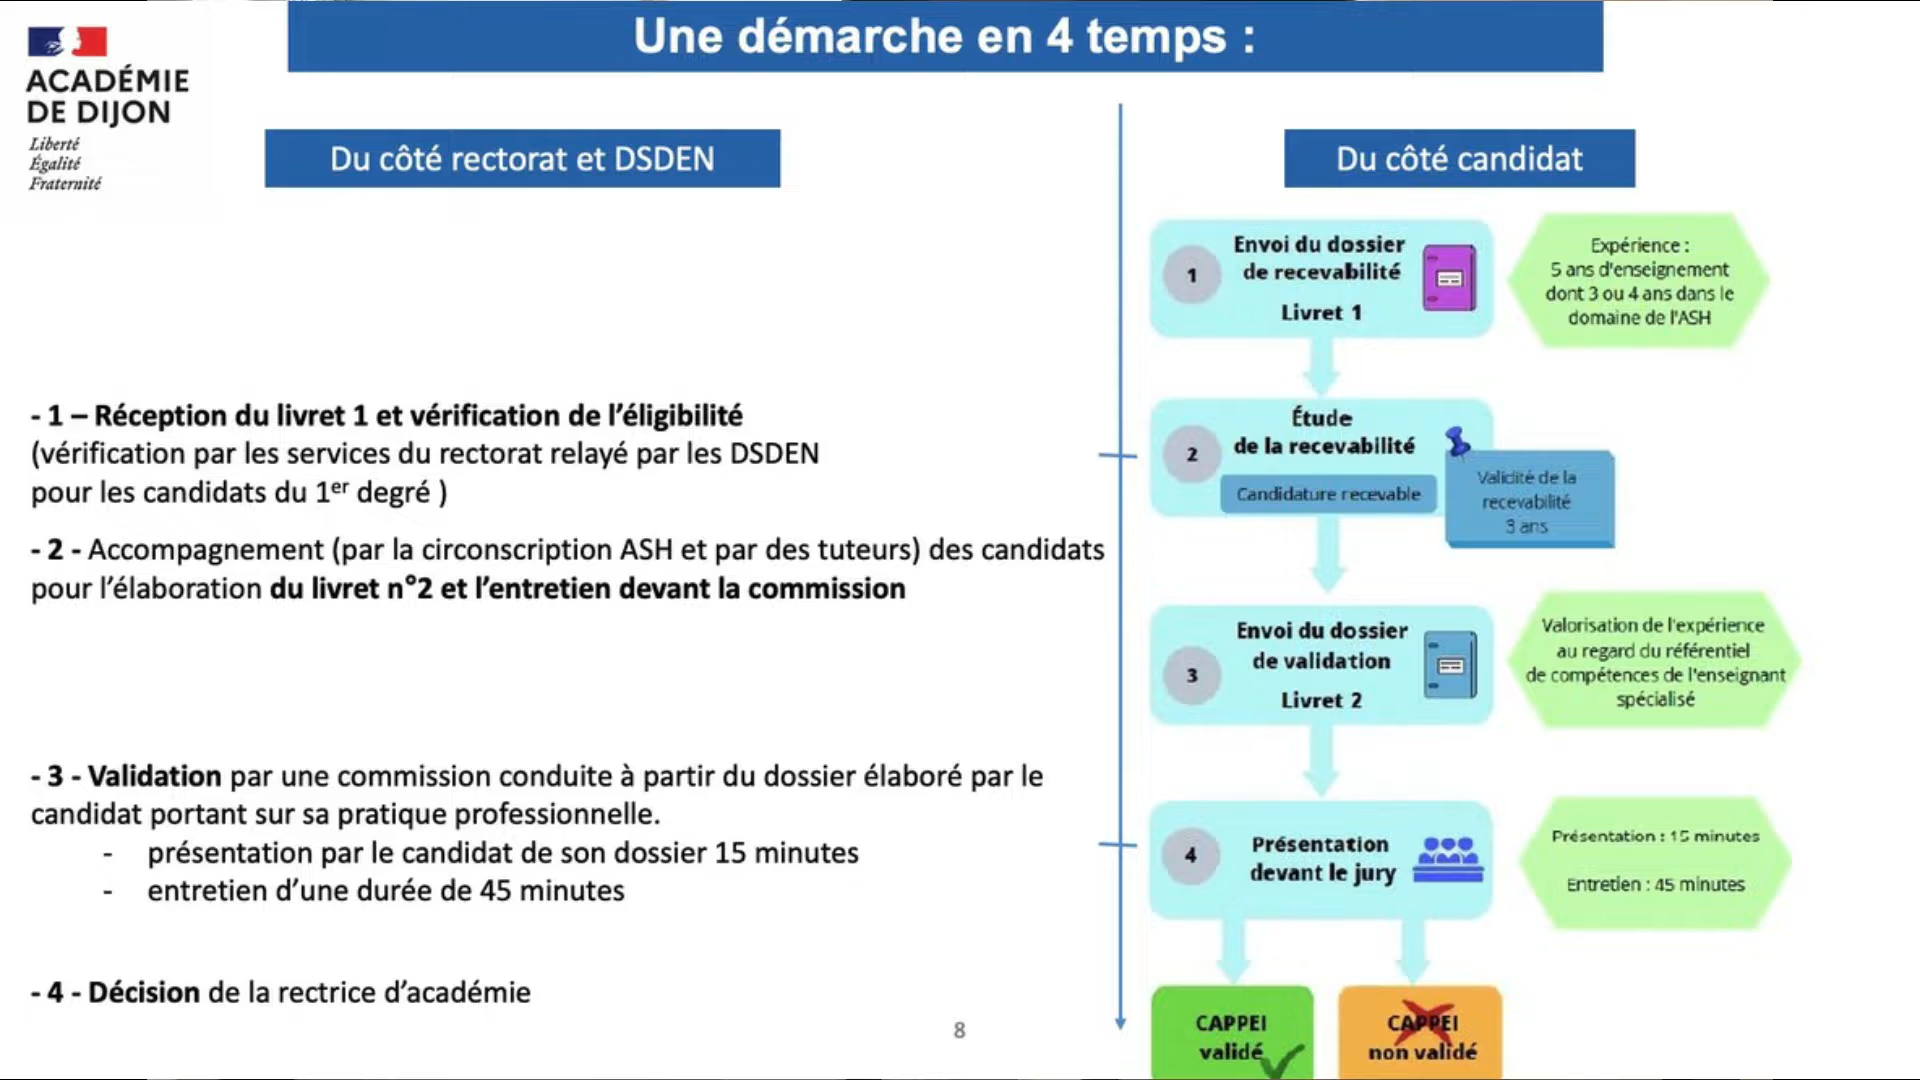 Une démarche en 4 temps :
ACADÉMIE
DE DIJON
Liberté
Égalité
Fraternité
Du côté rectorat et DSDEN
- 1 – Réception du livret 1 et vérification de l’éligibilité
(vérification par les services du rectorat relayé par les DSDEN
pour les candidats du 1er degré )
- 2 - Accompagnement (par la circonscription ASH et par des tuteurs) des candidats
pour l’élaboration du livret n°2 et l’entretien devant la commission
- 3 - Validation par une commission conduite à partir du dossier élaboré par le
candidat portant sur sa pratique professionnelle.
- présentation par le candidat de son dossier 15 minutes
- entretien d’une durée de 45 minutes
- 4 - Décision de la rectrice d’académie
Du côté candidat
1
Envoi du dossier
de recevabilité
Livret 1
Expérience :
5 ans d'enseignement
dont 3 ou 4 ans dans le
domaine de l'ASH
2
Étude
de la recevabilité
Candidature recevable
Validité de la
recevabilité
3 ans
3
Envoi du dossier
de validation
Livret 2
Valorisation de l'expérience
au regard du référentiel
de compétences de l'enseignant
spécialisé
4
Présentation
devant le jury
Présentation : 15 minutes
Entretien : 45 minutes
CAPPEI
validé
CAPPEI
non validé
8